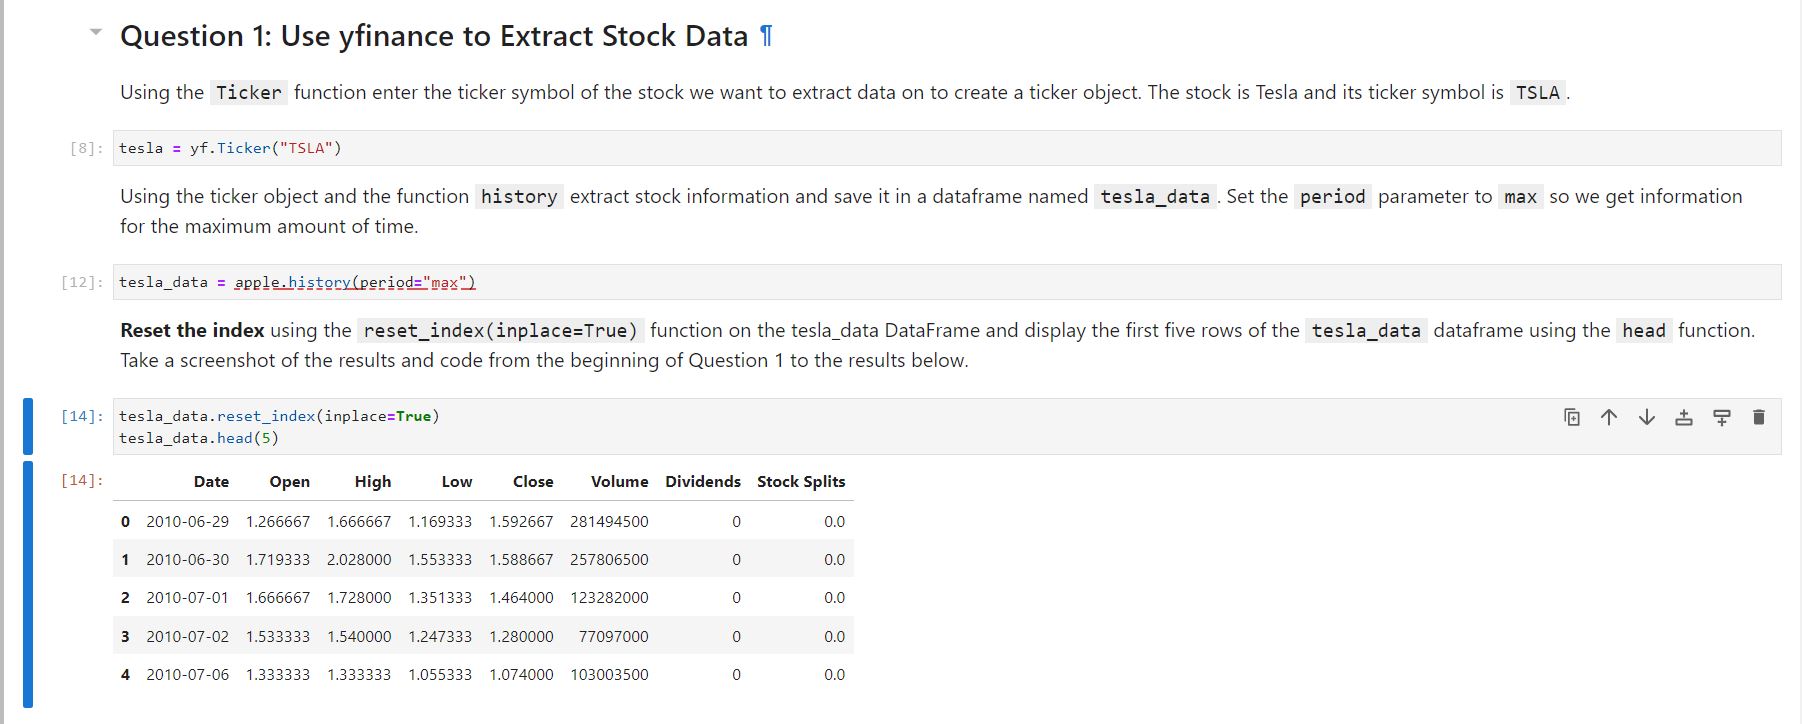 Question 1: Use yfinance to Extract Stock Data ¶
Using the Ticker function enter the ticker symbol of the stock we want to extract data on to create a ticker object. The stock is Tesla and its ticker symbol is TSLA .
[8]: tesla = yf.Ticker("TSLA")
Using the ticker object and the function history extract stock information and save it in a dataframe named tesla_data . Set the period parameter to max so we get information
for the maximum amount of time.
[12]: tesla_data = apple.history(period="max")
Reset the index using the reset_index(inplace=True) function on the tesla_data DataFrame and display the first five rows of the tesla_data dataframe using the head function.
Take a screenshot of the results and code from the beginning of Question 1 to the results below.
[14]: tesla_data.reset_index(inplace=True)
tesla_data.head(5)
[14]: Date Open High Low Close Volume Dividends Stock Splits
0 2010-06-29 1.266667 1.666667 1.169333 1.592667 281494500 0 0.0
1 2010-06-30 1.719333 2.028000 1.553333 1.588667 257806500 0 0.0
2 2010-07-01 1.666667 1.728000 1.351333 1.464000 123282000 0 0.0
3 2010-07-02 1.533333 1.540000 1.247333 1.280000 77097000 0 0.0
4 2010-07-06 1.333333 1.333333 1.055333 1.074000 103003500 0 0.0